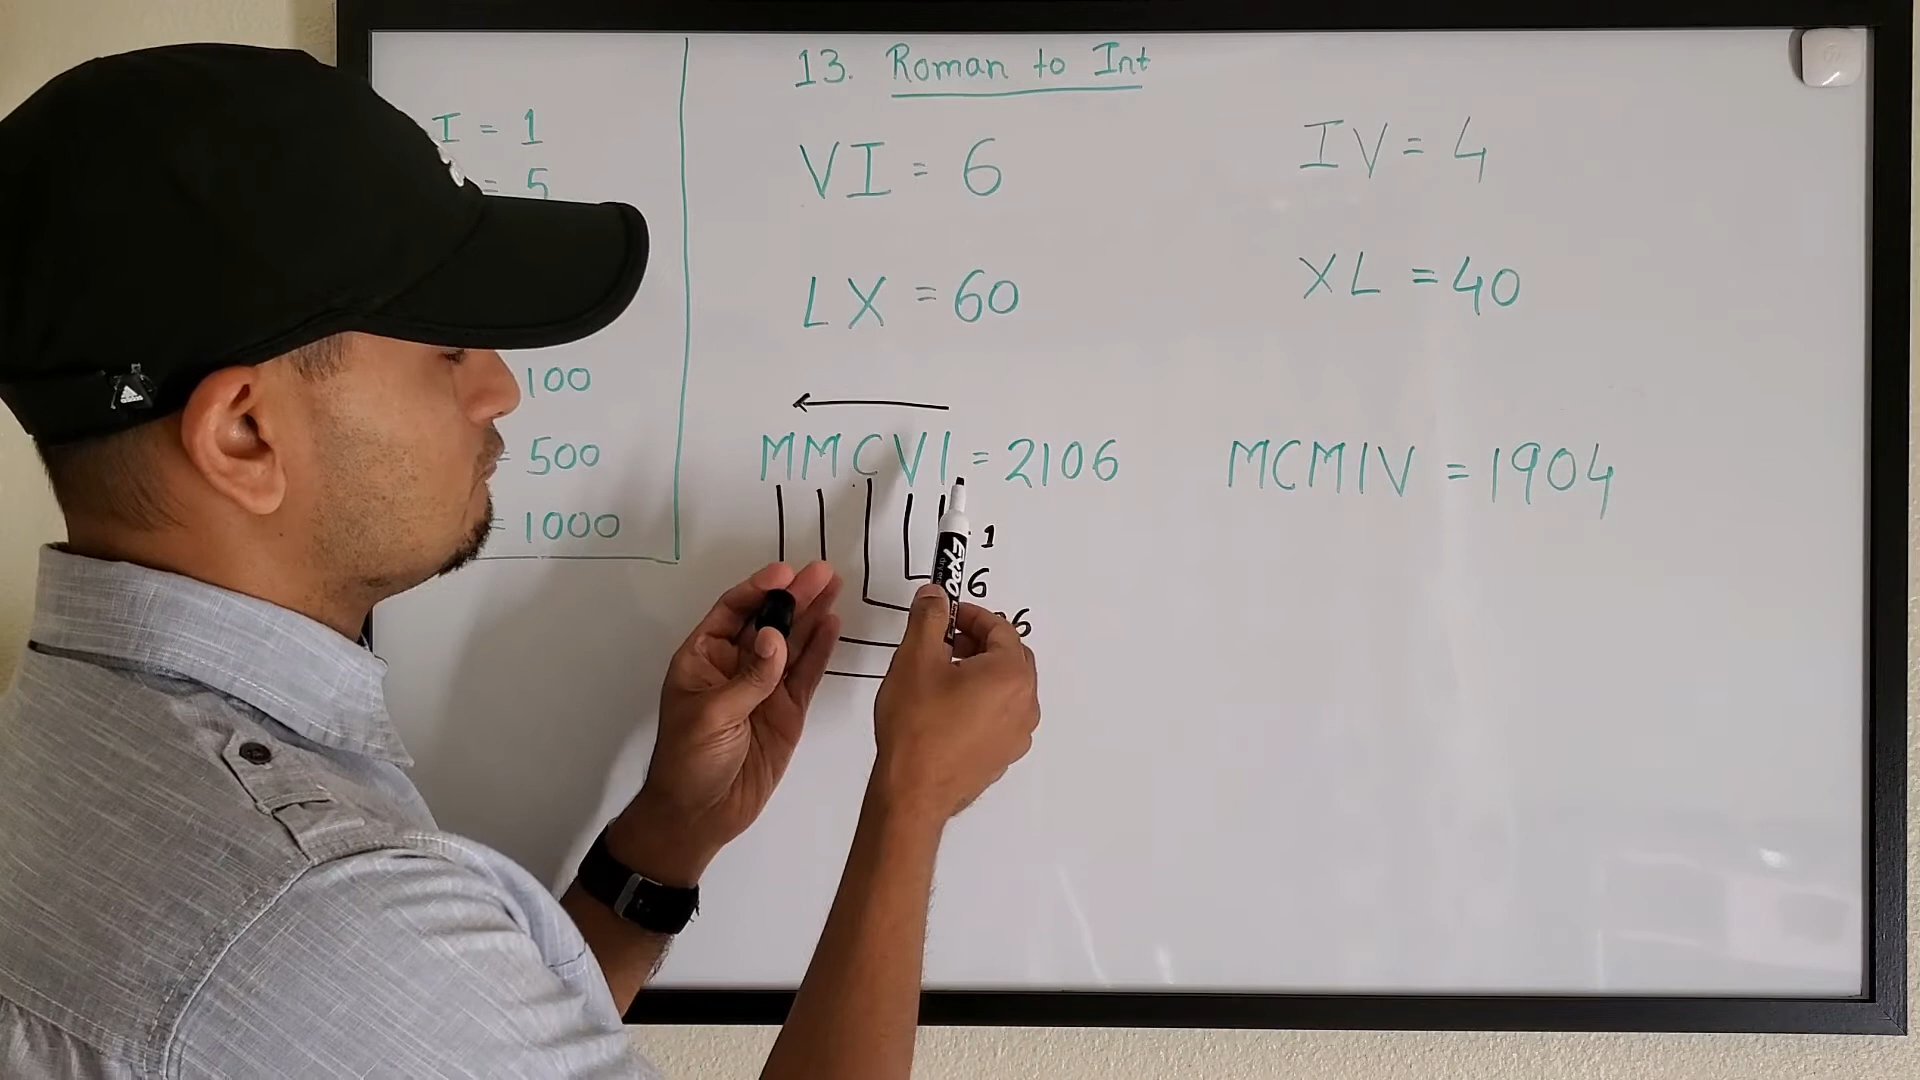 13. Roman to Int
I = 1
= 5
100
= 500
= 1000
VI = 6
IV = 4
LX = 60
XL = 40
MMCVI = 2106
MCMIV = 1904
1
6
6
EXPO